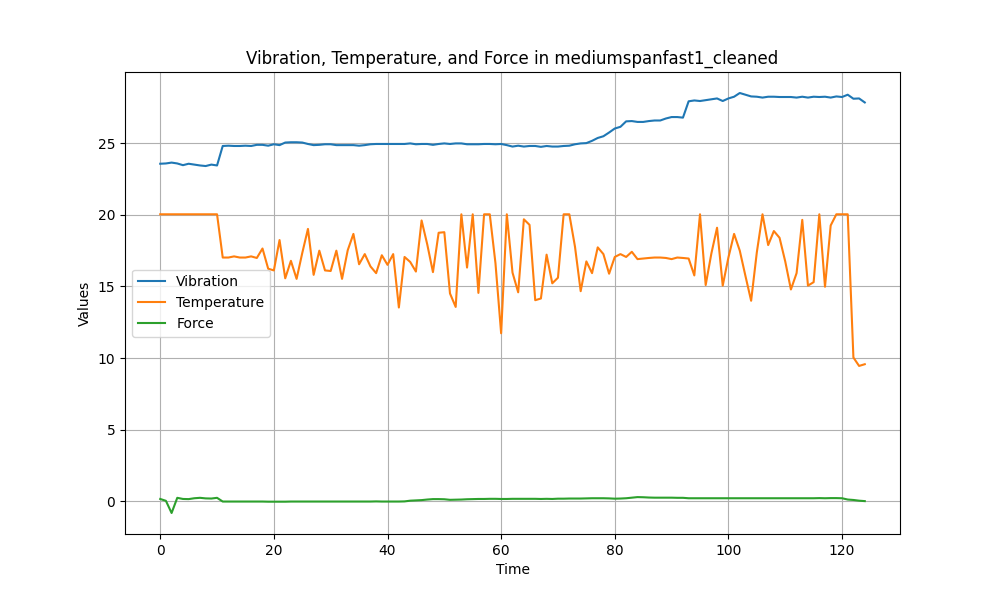 Vibration, Temperature, and Force in mediumspanfast1_cleaned
Values
25
20
15
10
5
0
Vibration
Temperature
Force
0 20 40 60 80 100 120
Time